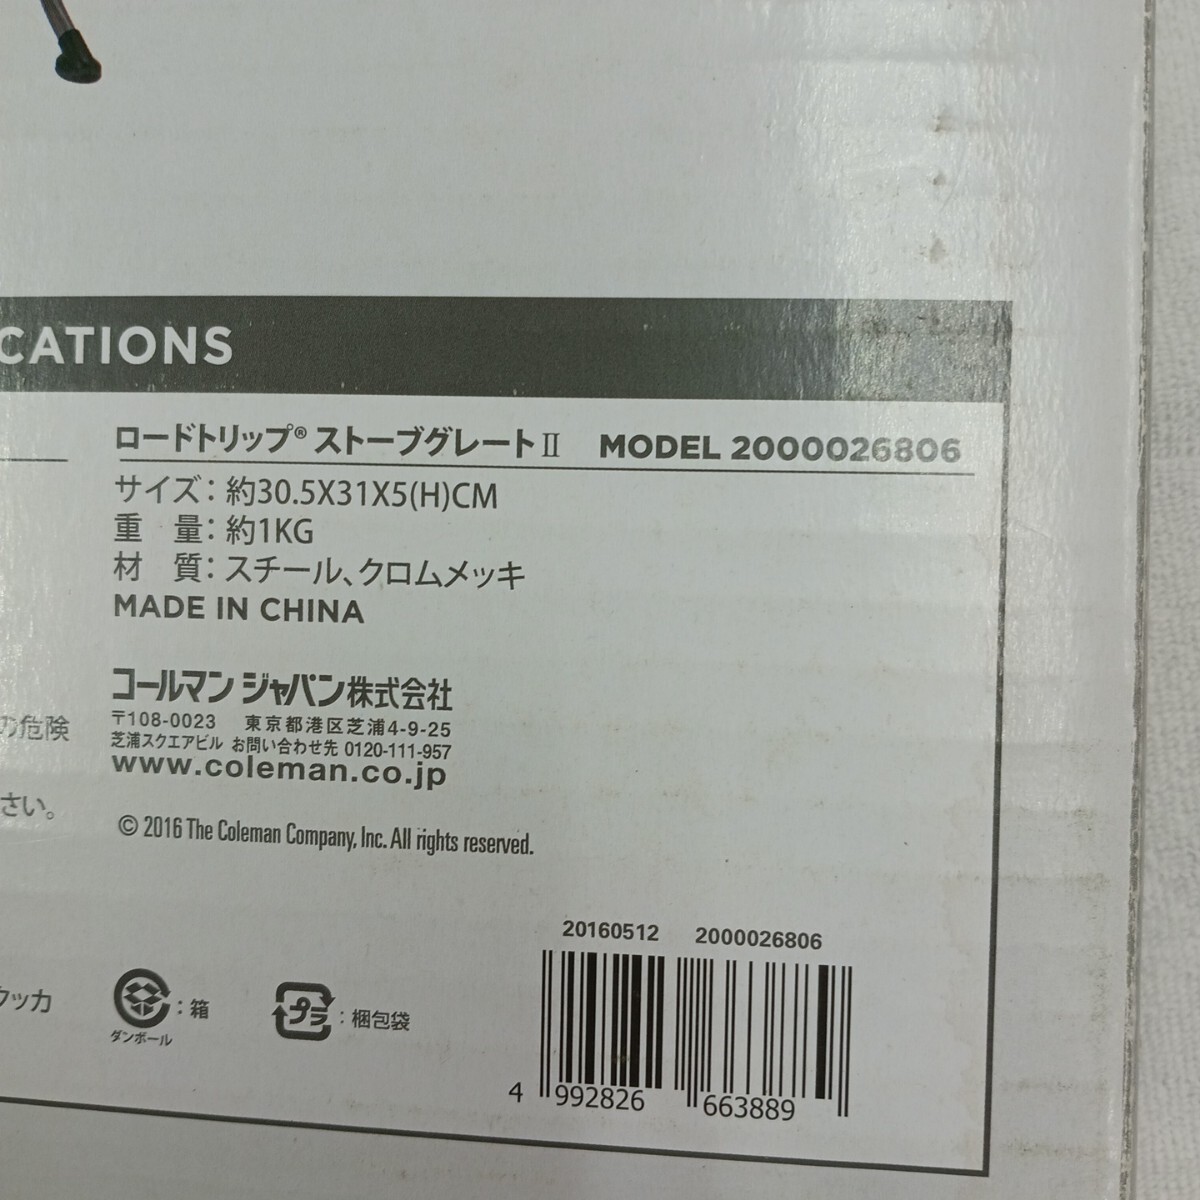 CATIONS
ロードトリップ® ストーブグレートⅡ MODEL 2000026806
サイズ：約30.5X31X5(H)CM
重　量：約1KG
材　質：スチール、クロムメッキ
MADE IN CHINA
コールマン ジャパン株式会社
の危険
〒108-0023 東京都港区芝浦4-9-25
芝浦スクエアビル お問い合わせ先 0120-111-957
www.coleman.co.jp
さい。
© 2016 The Coleman Company, Inc. All rights reserved.
20160512 2000026806
クッカ
：箱
ダンボール
プラ
：梱包袋
4 992826 663889